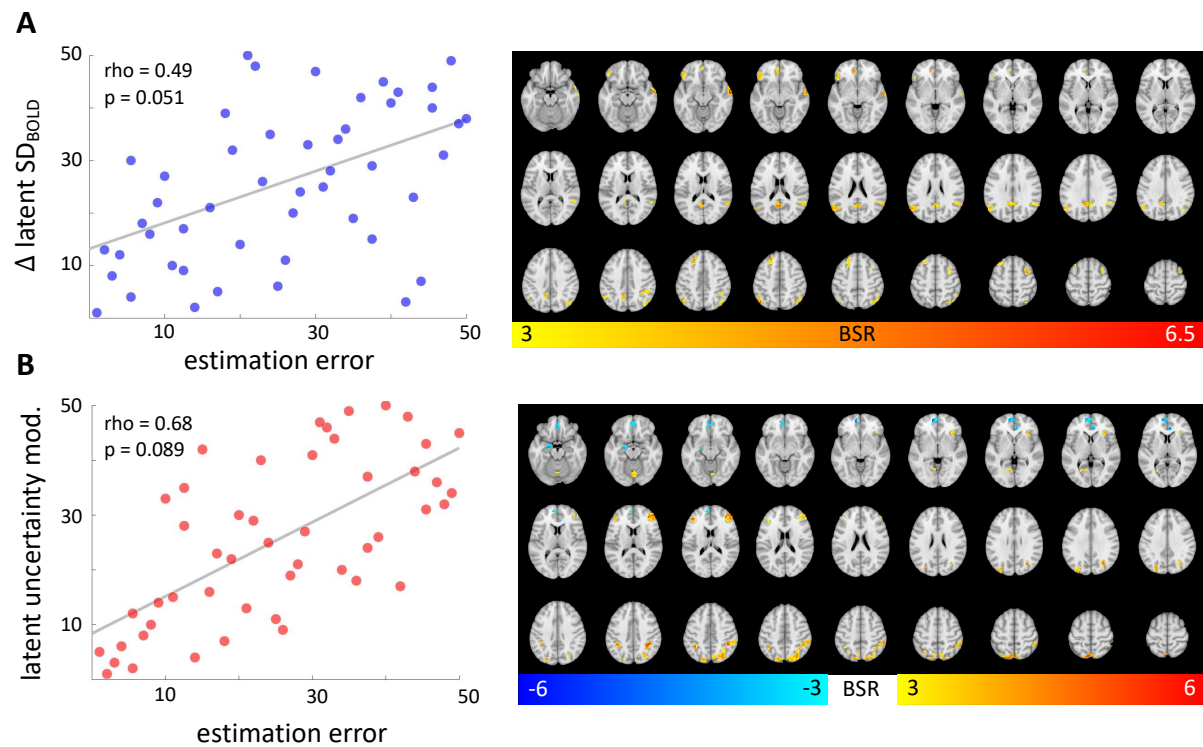 A
50
30
10
Δ latent SDBOLD
rho = 0.49
p = 0.051
10
30
50
estimation error
3
BSR
6.5
B
50
30
10
latent uncertainty mod.
rho = 0.68
p = 0.089
10
30
50
estimation error
-6
-3
BSR
3
6